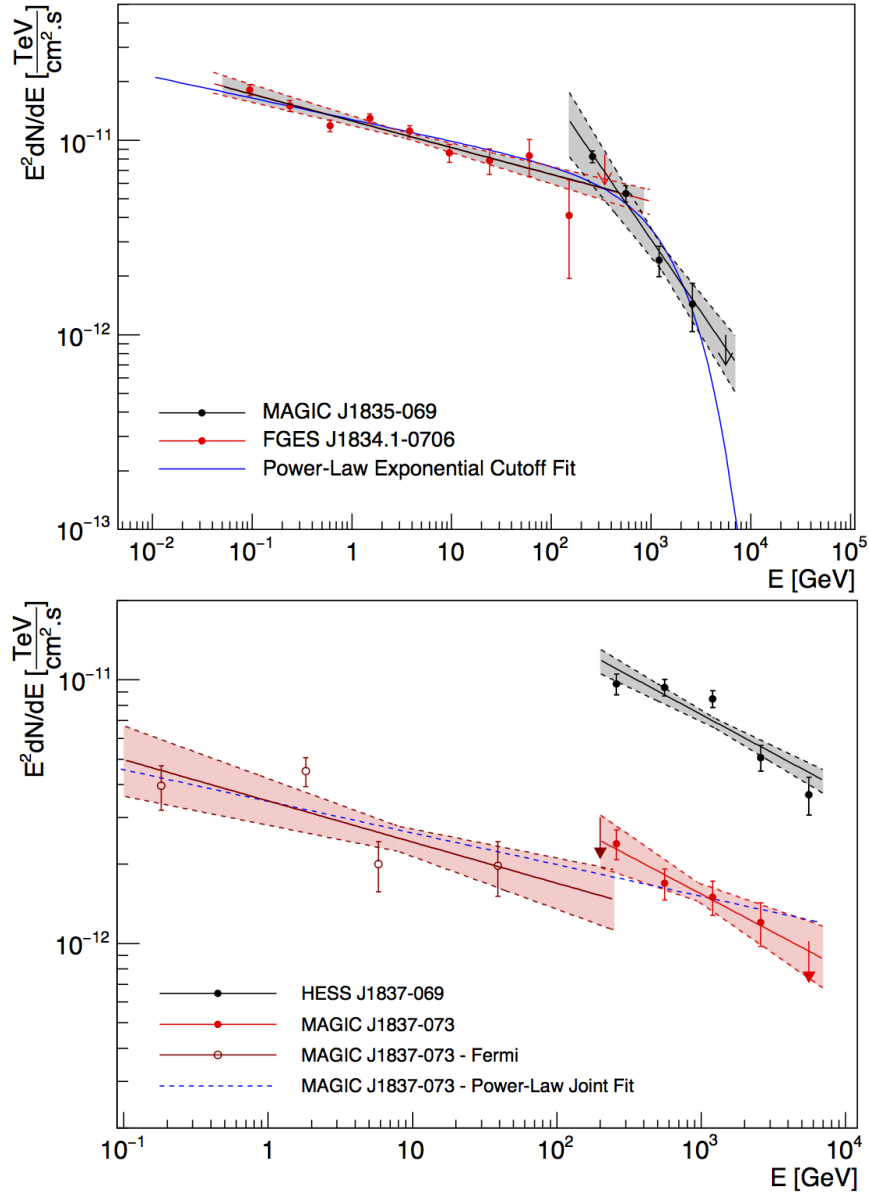 E²dN/dE [TeV/cm².s]
10⁻¹¹
10⁻¹²
10⁻¹³
MAGIC J1835-069
FGES J1834.1-0706
Power-Law Exponential Cutoff Fit
10⁻² 10⁻¹ 1 10 10² 10³ 10⁴ 10⁵
E [GeV]
E²dN/dE [TeV/cm².s]
10⁻¹¹
10⁻¹²
HESS J1837-069
MAGIC J1837-073
MAGIC J1837-073 - Fermi
MAGIC J1837-073 - Power-Law Joint Fit
10⁻¹ 1 10 10² 10³ 10⁴
E [GeV]